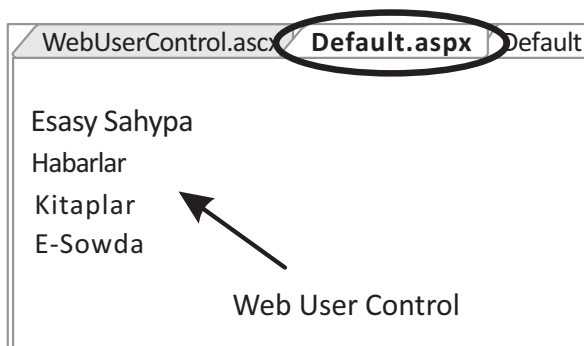 WebUserControl.ascx Default.aspx Default
Esasy Sahypa
Habarlar
Kitaplar
E-Sowda
Web User Control